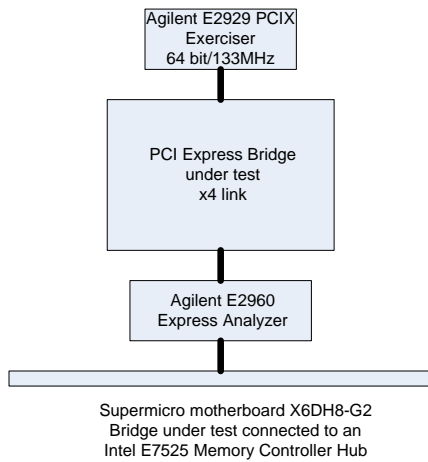 Agilent E2929 PCIX
Exerciser
64 bit/133MHz
PCI Express Bridge
under test
x4 link
Agilent E2960
Express Analyzer
Supermicro motherboard X6DH8-G2
Bridge under test connected to an
Intel E7525 Memory Controller Hub